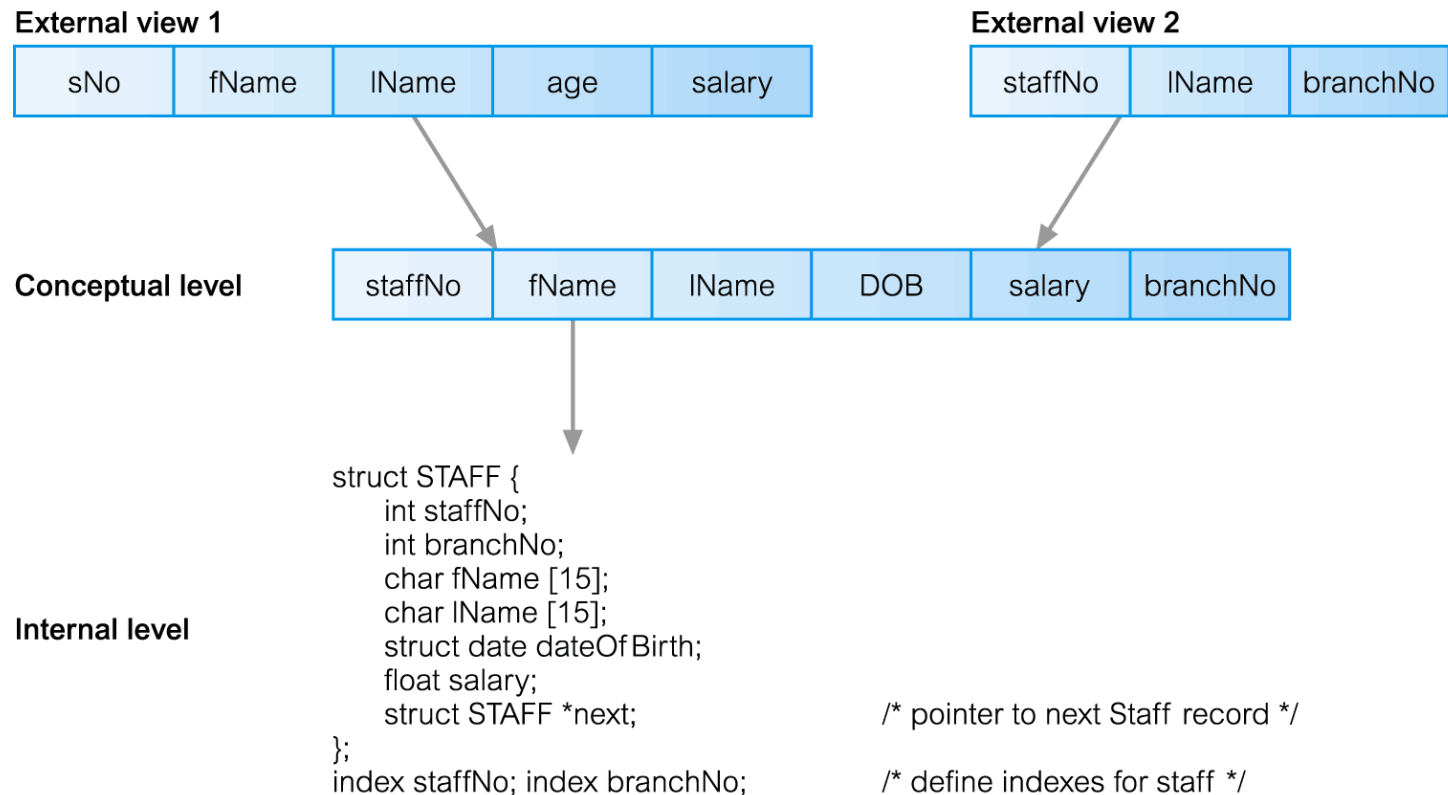 External view 1
External view 2
sNo fName lName age salary
staffNo lName branchNo
Conceptual level
staffNo fName lName DOB salary branchNo
Internal level
struct STAFF {
int staffNo;
int branchNo;
char fName [15];
char lName [15];
struct date dateOfBirth;
float salary;
struct STAFF *next; /* pointer to next Staff record */
};
index staffNo; index branchNo; /* define indexes for staff */